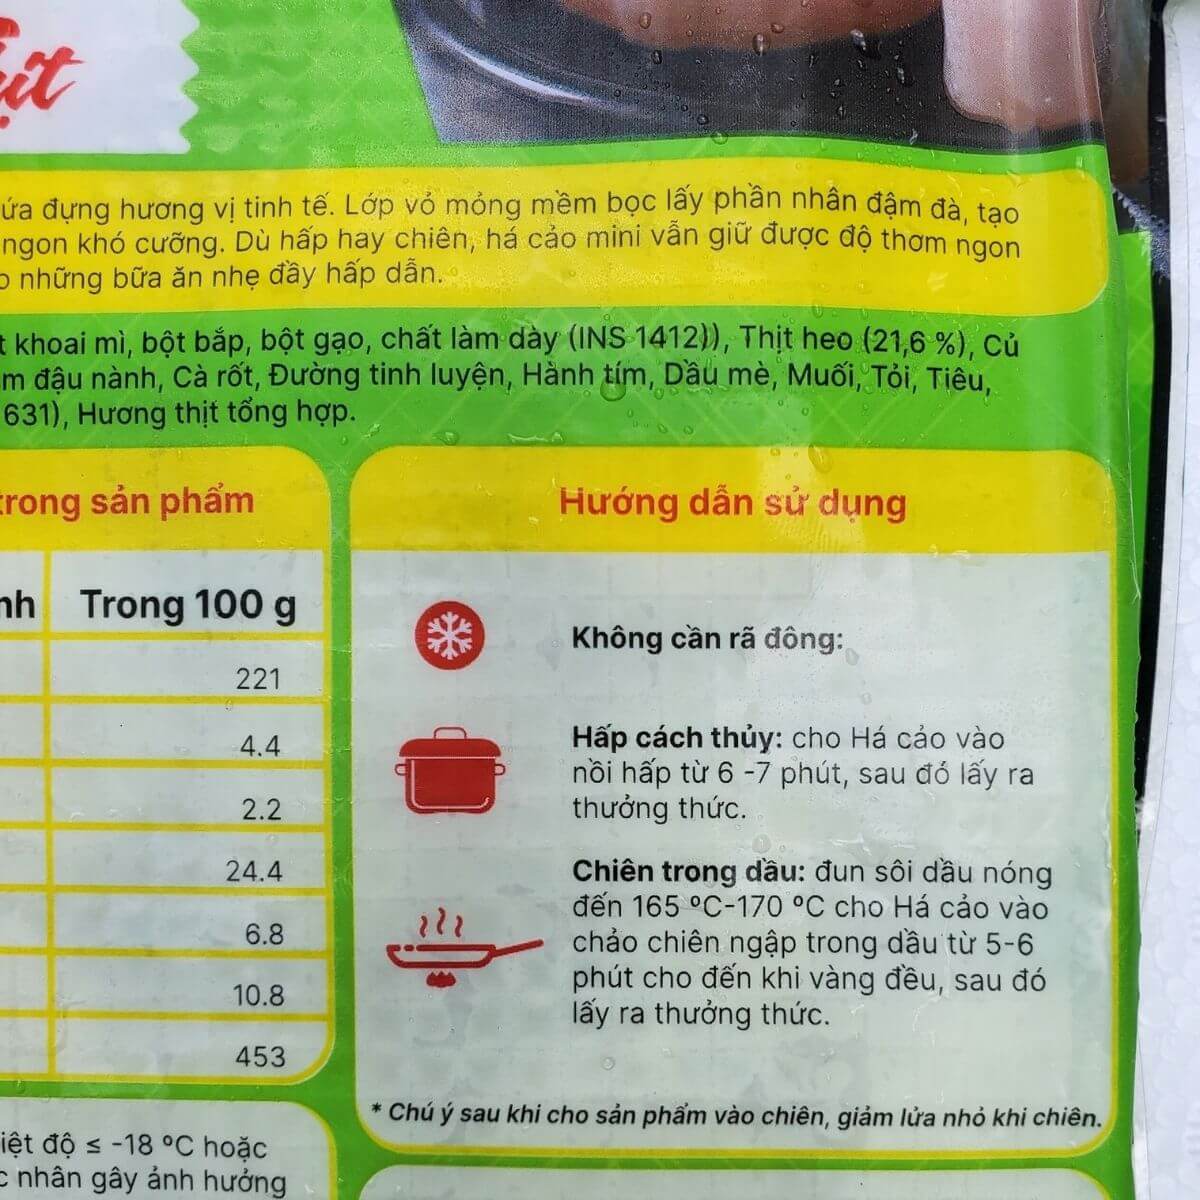 ứa đựng hương vị tinh tế. Lớp vỏ mỏng mềm bọc lấy phần nhân đậm đà, tạo
ngon khó cưỡng. Dù hấp hay chiên, há cảo mini vẫn giữ được độ thơm ngon
những bữa ăn nhẹ đầy hấp dẫn.
khoai mì, bột bắp, bột gạo, chất làm dày (INS 1412)), Thịt heo (21,6 %), Củ
đậu nành, Cà rốt, Đường tinh luyện, Hành tím, Dầu mè, Muối, Tỏi, Tiêu,
631), Hương thịt tổng hợp.
trong sản phẩm
Trong 100 g
221
4.4
2.2
24.4
6.8
10.8
453
Hướng dẫn sử dụng
Không cần rã đông:
Hấp cách thủy: cho Há cảo vào
nồi hấp từ 6 -7 phút, sau đó lấy ra
thưởng thức.
Chiên trong dầu: đun sôi dầu nóng
đến 165 ºC-170 ºC cho Há cảo vào
chảo chiên ngập trong dầu từ 5-6
phút cho đến khi vàng đều, sau đó
lấy ra thưởng thức.
* Chú ý sau khi cho sản phẩm vào chiên, giảm lửa nhỏ khi chiên.
iệt độ ≤ -18 ºC hoặc
nhân gây ảnh hưởng